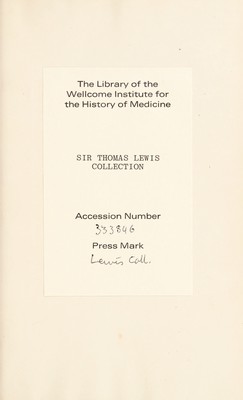 The Library of the
Wellcome Institute for
the History of Medicine
SIR THOMAS LEWIS
COLLECTION
Accession Number
333846
Press Mark
Lewis Coll.